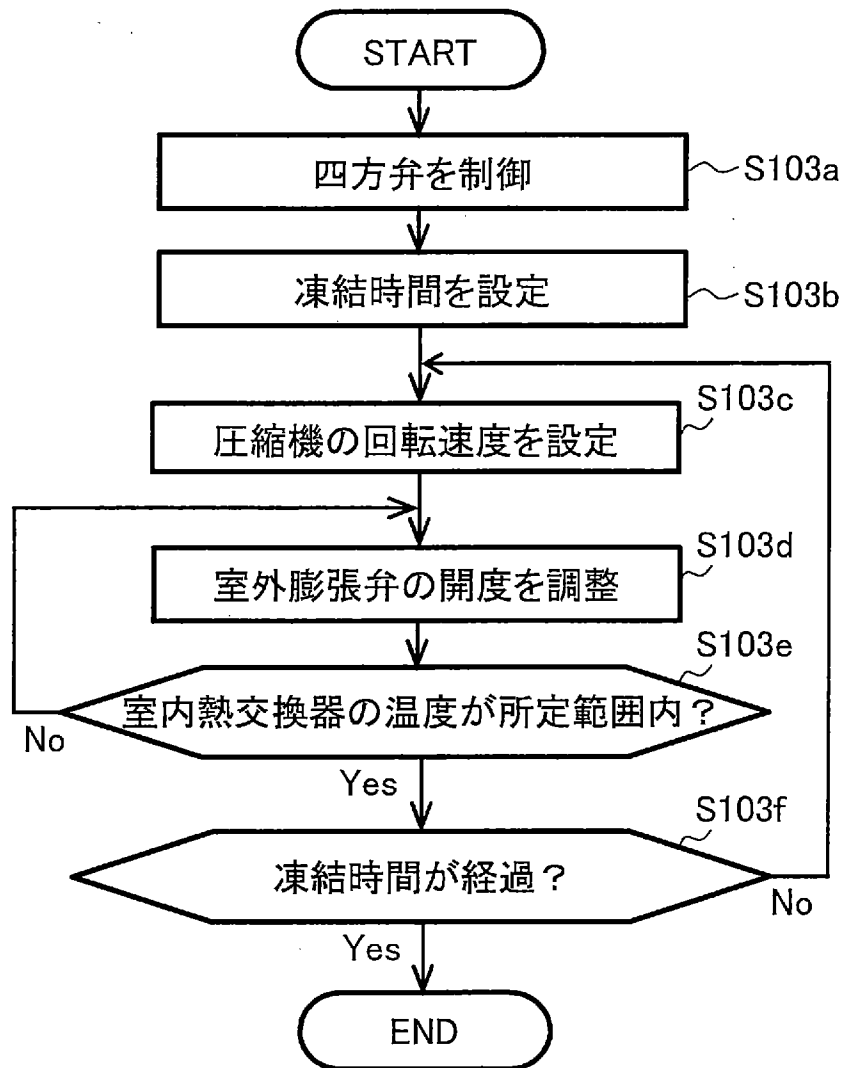 START
四方弁を制御
S103a
凍結時間を設定
S103b
S103c
圧縮機の回転速度を設定
S103d
室外膨張弁の開度を調整
S103e
室内熱交換器の温度が所定範囲内？
No
Yes
S103f
凍結時間が経過？
No
Yes
END